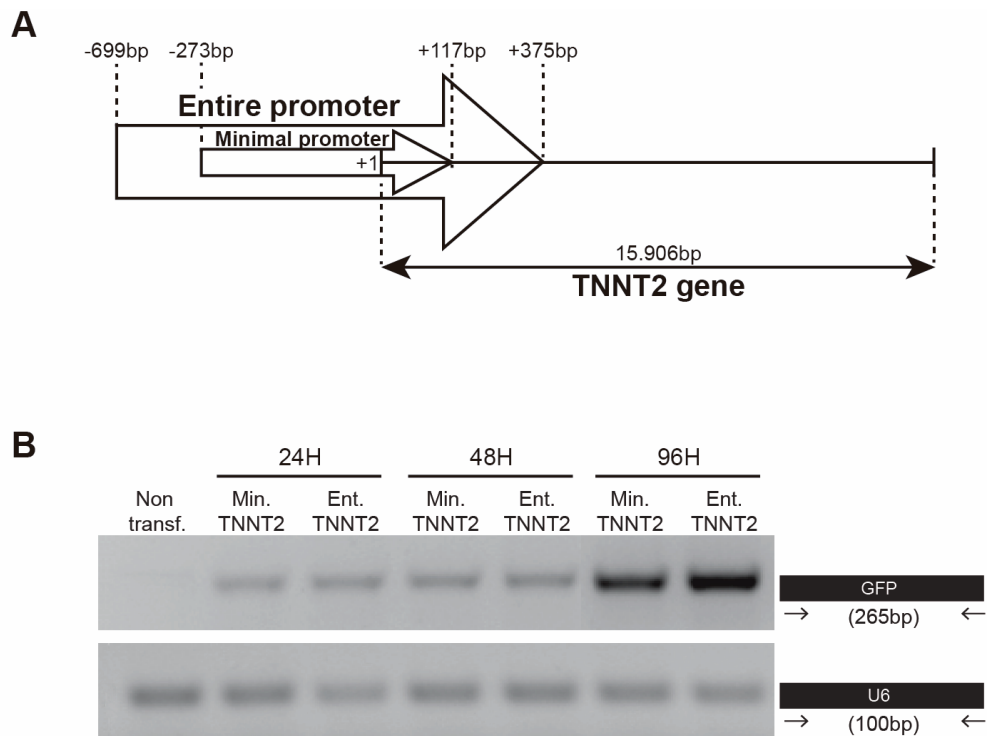 A
-699bp -273bp +117bp +375bp
Entire promoter
Minimal promoter
+1
15.906bp
TNNT2 gene
B
24H 48H 96H
Non Min. Ent. Min. Ent. Min. Ent.
transf. TNNT2 TNNT2 TNNT2 TNNT2 TNNT2 TNNT2
GFP
(265bp)
U6
(100bp)